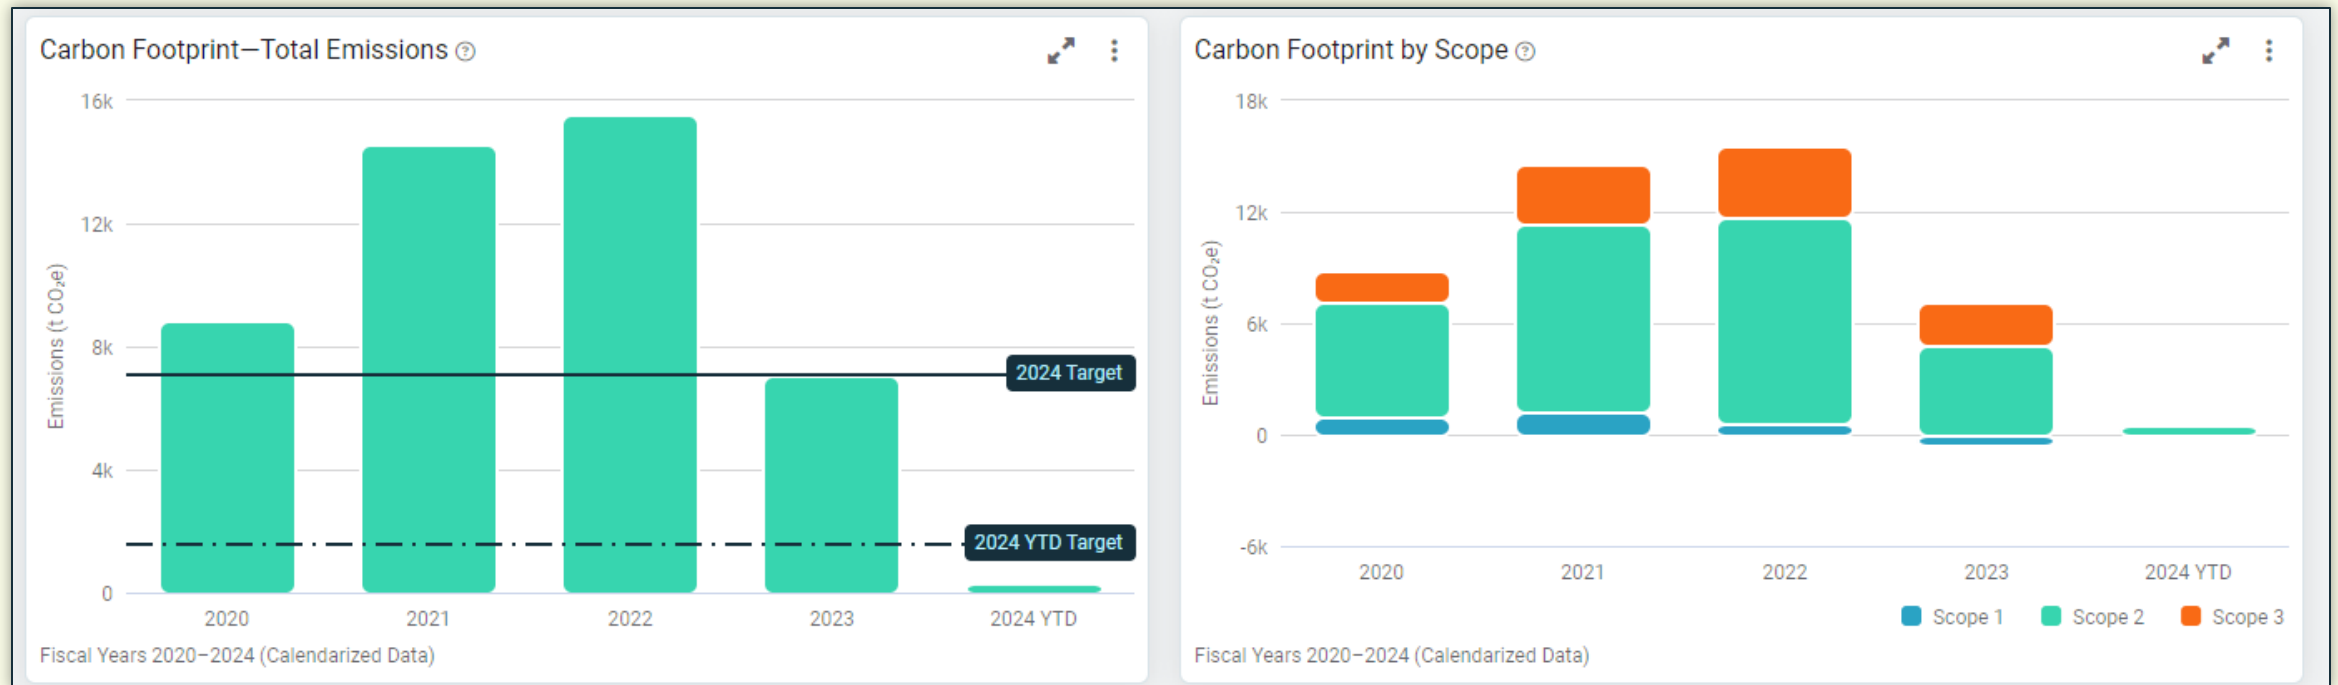 Carbon Footprint—Total Emissions
16k
12k
8k
4k
0
Emissions (t CO₂e)
2024 Target
2024 YTD Target
2020 2021 2022 2023 2024 YTD
Fiscal Years 2020–2024 (Calendarized Data)
Carbon Footprint by Scope
18k
12k
6k
0
-6k
Emissions (t CO₂e)
2020 2021 2022 2023 2024 YTD
Scope 1 Scope 2 Scope 3
Fiscal Years 2020–2024 (Calendarized Data)